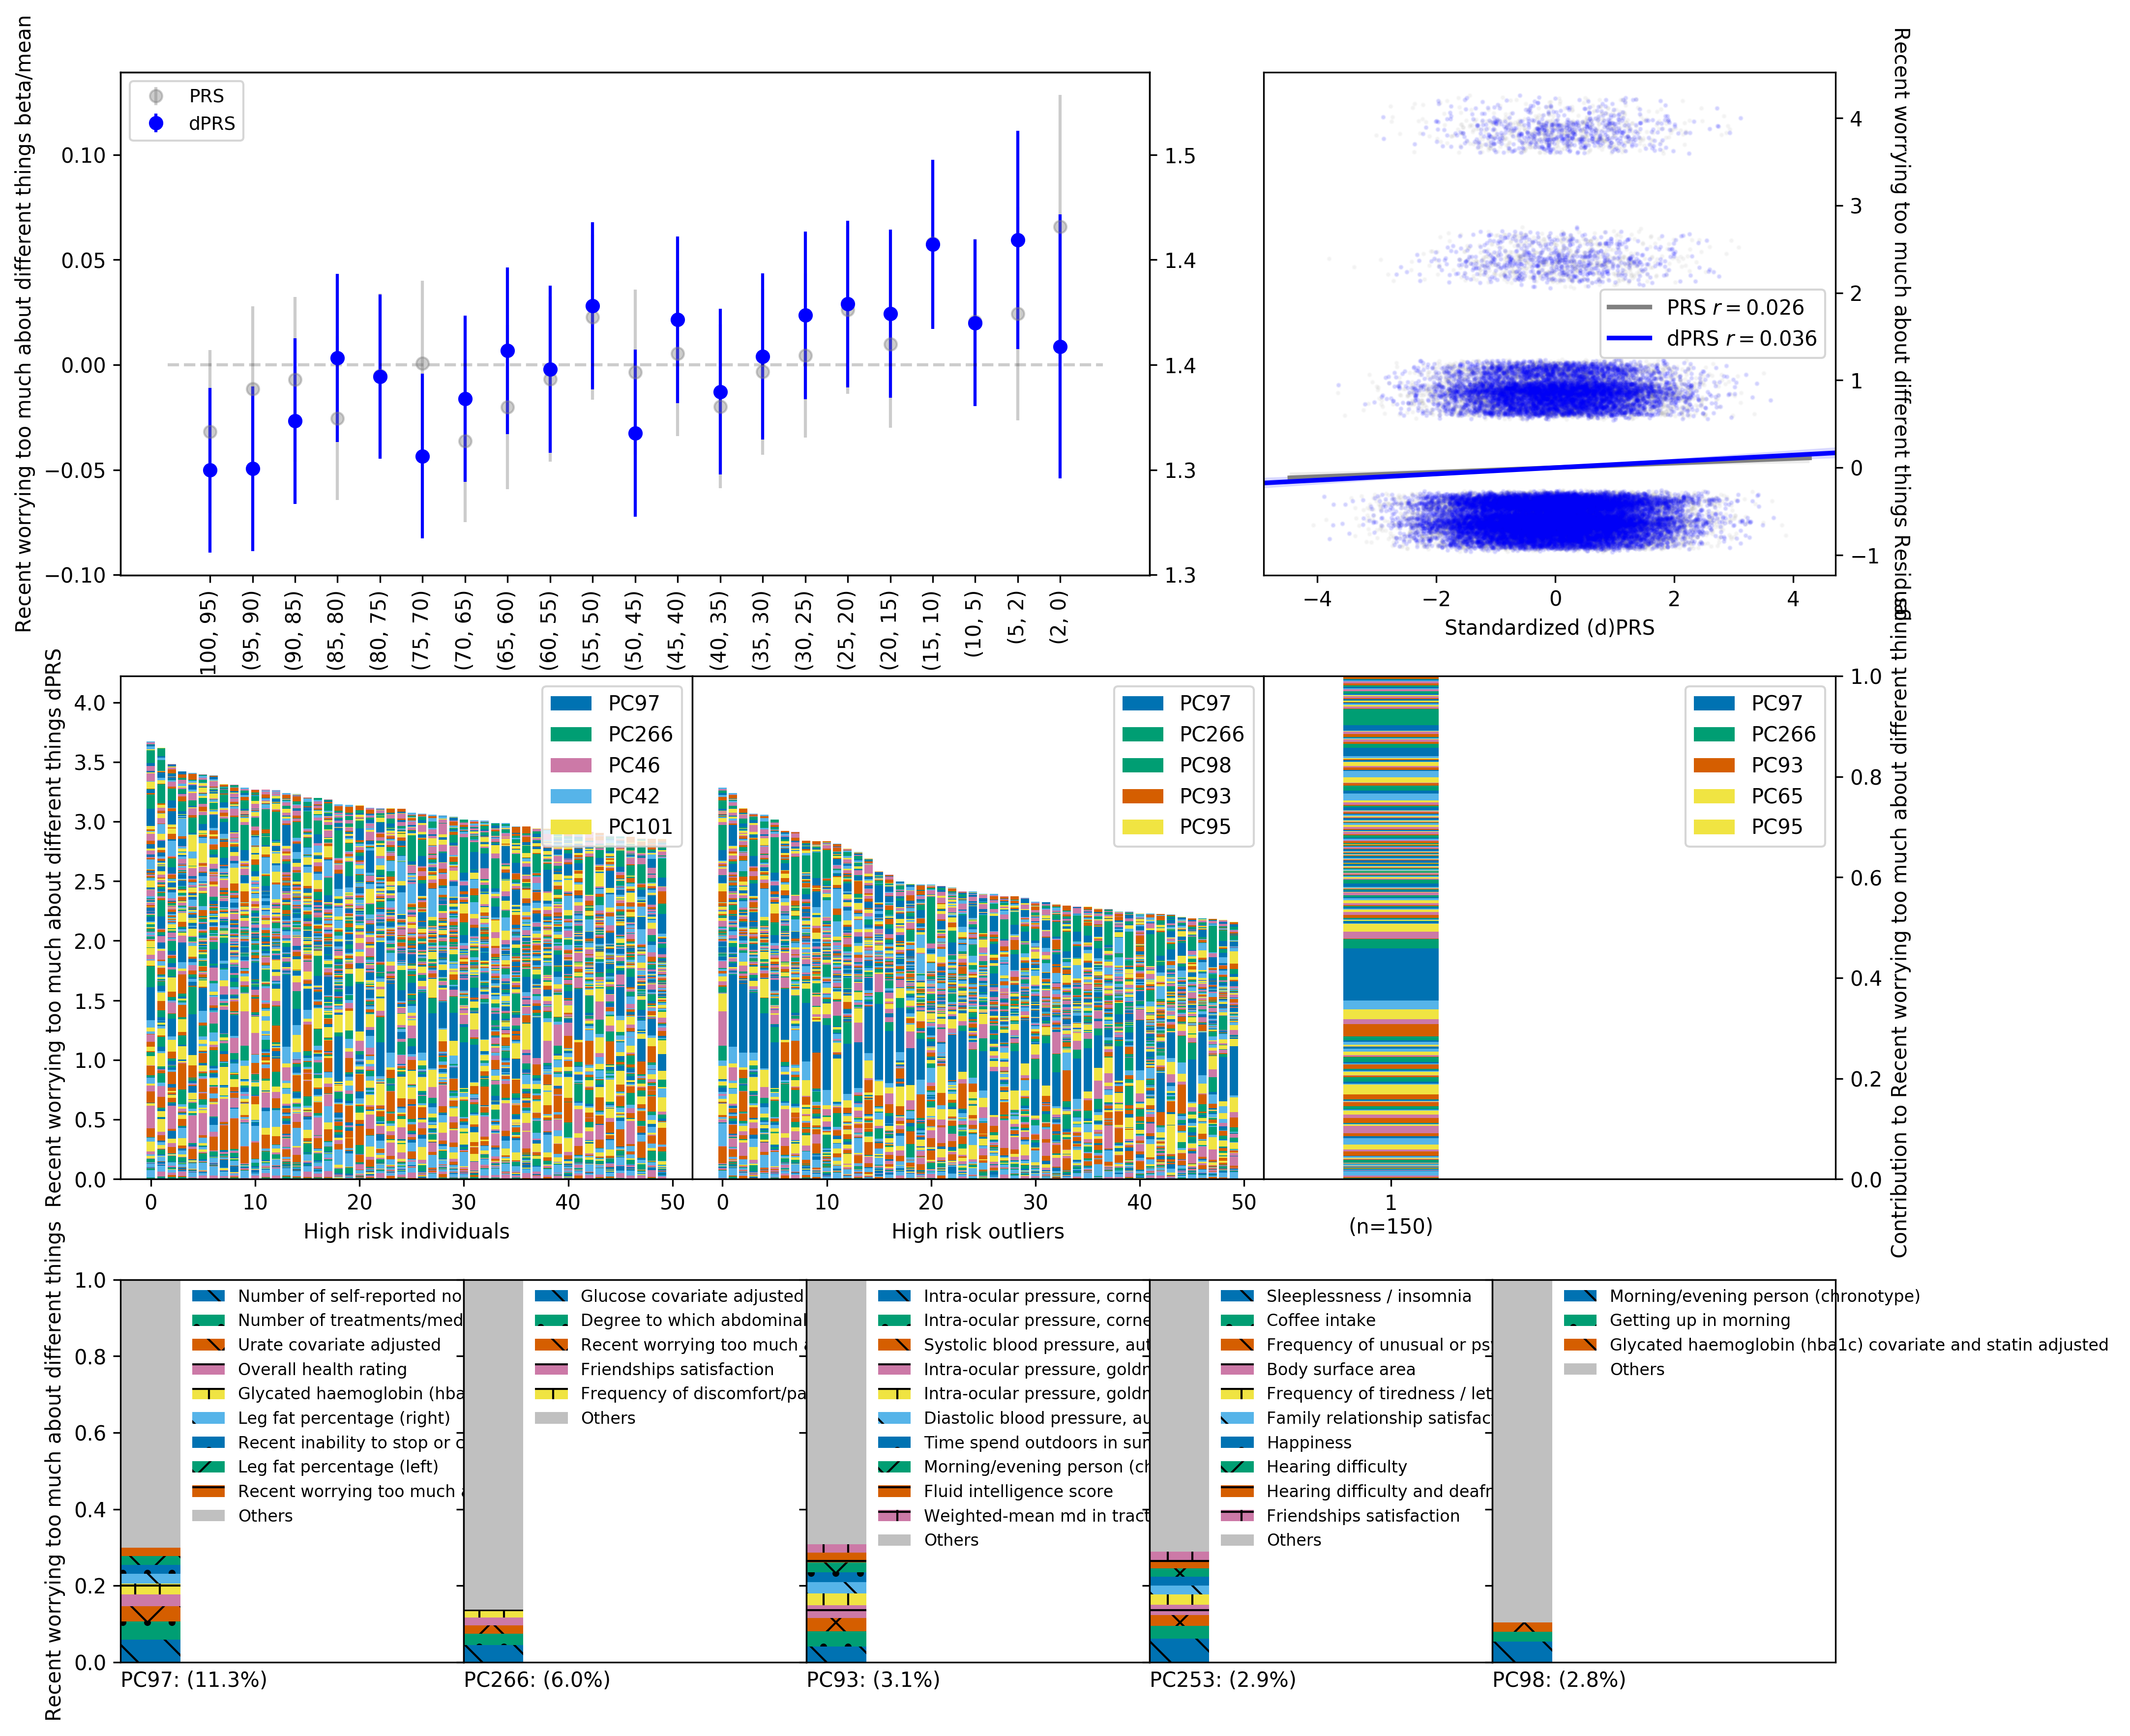 Recent worrying too much about different things beta/mean
PRS
dPRS
0.10
0.05
0.00
−0.05
−0.10
1.5
1.4
1.4
1.3
1.3
100, 95)
(95, 90)
(90, 85)
(85, 80)
(80, 75)
(75, 70)
(70, 65)
(65, 60)
(60, 55)
(55, 50)
(50, 45)
(45, 40)
(40, 35)
(35, 30)
(30, 25)
(25, 20)
(20, 15)
(15, 10)
(10, 5)
(5, 2)
(2, 0)
PRS r = 0.026
dPRS r = 0.036
4
3
2
1
0
−1
−4
−2
0
2
4
Standardized (d)PRS
Recent worrying too much about different things Residual
Recent worrying too much about different things dPRS
4.0
3.5
3.0
2.5
2.0
1.5
1.0
0.5
0.0
PC97
PC266
PC46
PC42
PC101
0
10
20
30
40
50
High risk individuals
PC97
PC266
PC98
PC93
PC95
0
10
20
30
40
50
High risk outliers
PC97
PC266
PC93
PC65
PC95
1
(n=150)
1.0
0.8
0.6
0.4
0.2
0.0
Contribution to Recent worrying too much about different thing
Recent worrying too much about different things
1.0
0.8
0.6
0.4
0.2
0.0
Number of self-reported no
Number of treatments/med
Urate covariate adjusted
Overall health rating
Glycated haemoglobin (hba
Leg fat percentage (right)
Recent inability to stop or c
Leg fat percentage (left)
Recent worrying too much a
Others
PC97: (11.3%)
Glucose covariate adjusted
Degree to which abdominal
Recent worrying too much a
Friendships satisfaction
Frequency of discomfort/pa
Others
PC266: (6.0%)
Intra-ocular pressure, corne
Intra-ocular pressure, corne
Systolic blood pressure, aut
Intra-ocular pressure, goldn
Intra-ocular pressure, goldn
Diastolic blood pressure, au
Time spend outdoors in sum
Morning/evening person (ch
Fluid intelligence score
Weighted-mean md in tract
Others
PC93: (3.1%)
Sleeplessness / insomnia
Coffee intake
Frequency of unusual or psy
Body surface area
Frequency of tiredness / let
Family relationship satisfac
Happiness
Hearing difficulty
Hearing difficulty and deafn
Friendships satisfaction
Others
PC253: (2.9%)
Morning/evening person (chronotype)
Getting up in morning
Glycated haemoglobin (hba1c) covariate and statin adjusted
Others
PC98: (2.8%)